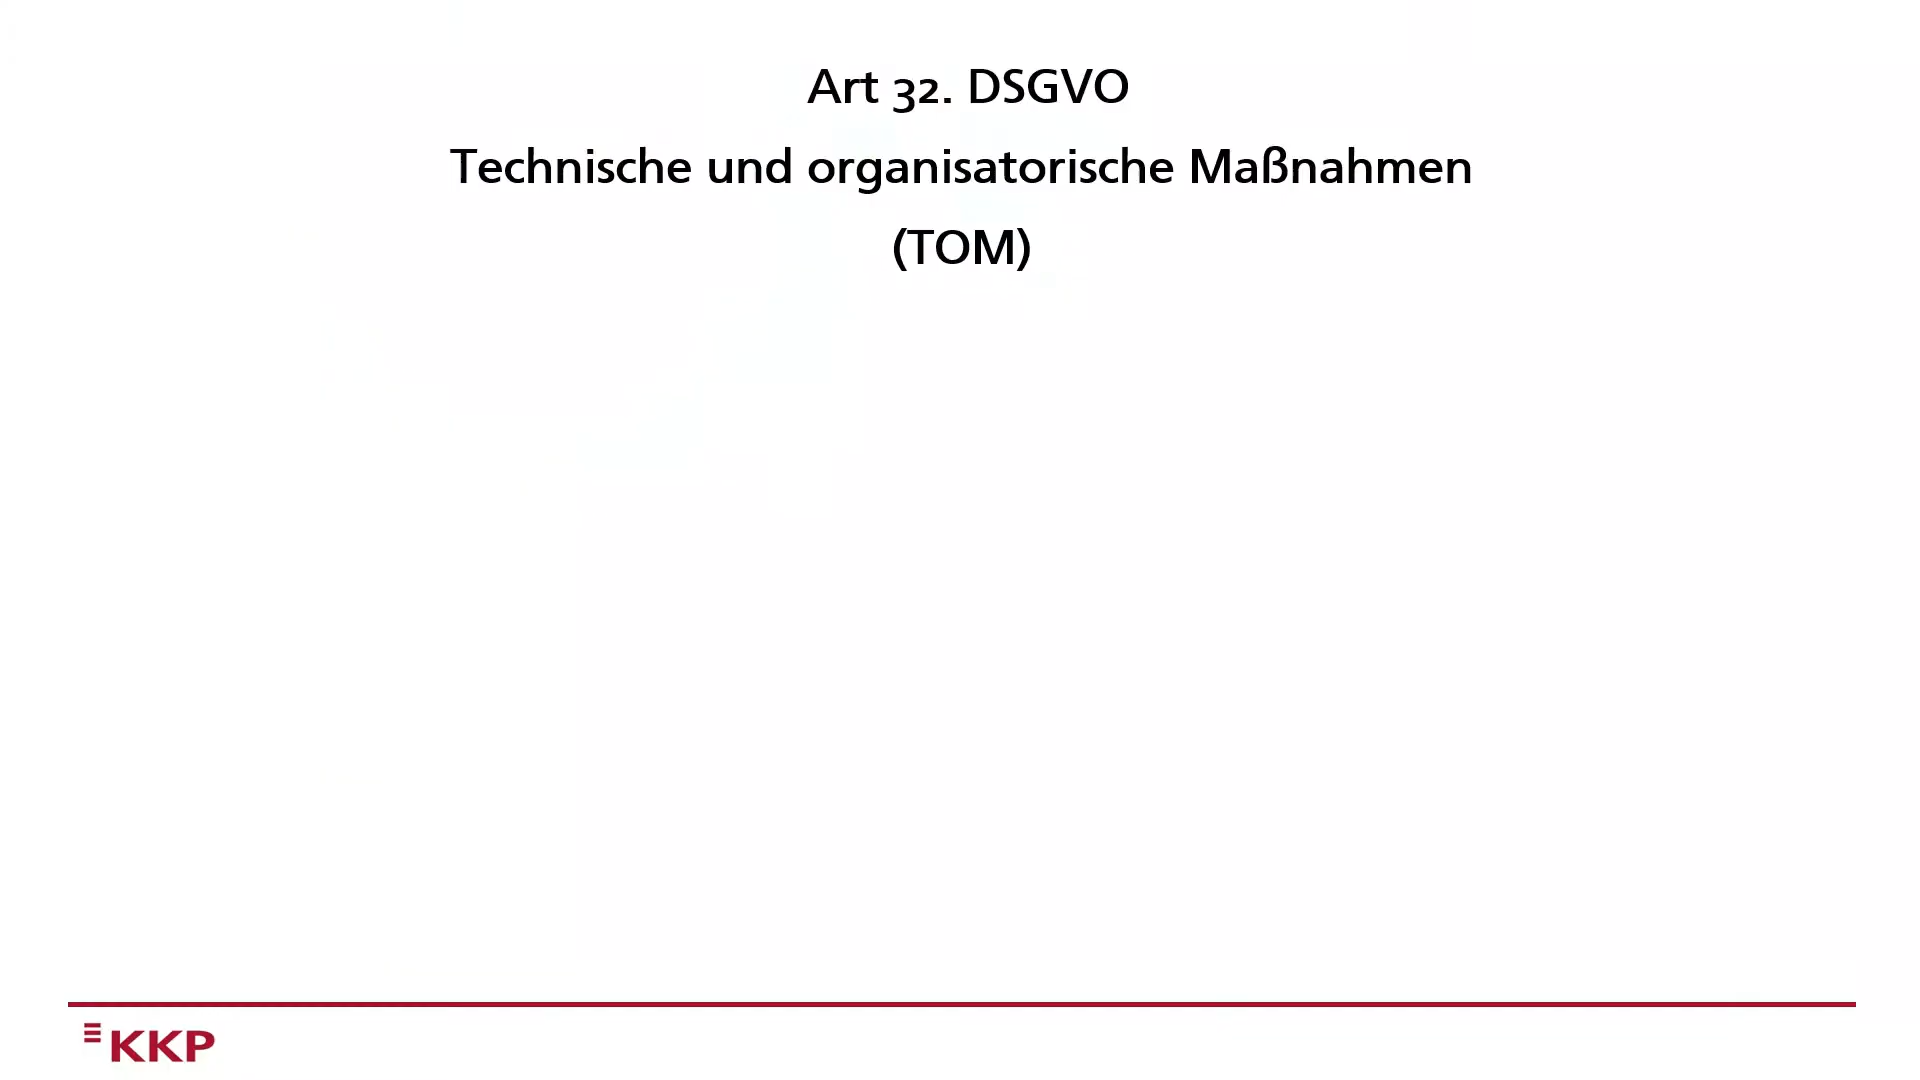 Art 32. DSGVO
Technische und organisatorische Maßnahmen
(TOM)
KKP